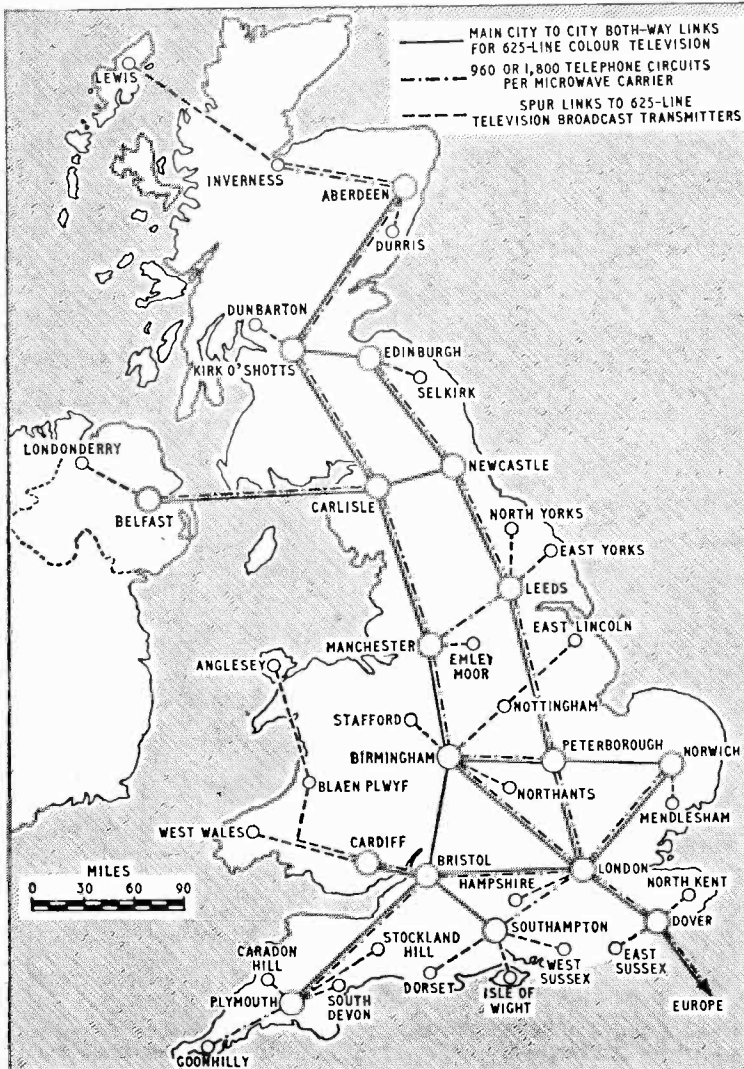 MAIN CITY TO CITY BOTH-WAY LINKS
FOR 625-LINE COLOUR TELEVISION
960 OR 1,800 TELEPHONE CIRCUITS
PER MICROWAVE CARRIER
SPUR LINKS TO 625-LINE
TELEVISION BROADCAST TRANSMITTERS
LEWIS
INVERNESS
ABERDEEN
DURRIS
DUNBARTON
KIRK O'SHOTTS
EDINBURGH
SELKIRK
LONDONDERRY
BELFAST
CARLISLE
NEWCASTLE
NORTH YORKS
EAST YORKS
LEEDS
EAST LINCOLN
MANCHESTER
EMLEY
MOOR
ANGLESEY
STAFFORD
NOTTINGHAM
BIRMINGHAM
PETERBOROUGH
NORWICH
BLAEN PLWYF
NORTHANTS
MENDLESHAM
WEST WALES
CARDIFF
BRISTOL
LONDON
MILES
0 30 60 90
HAMPSHIRE
NORTH KENT
DOVER
SOUTHAMPTON
CARADON
HILL
STOCKLAND
HILL
WEST
SUSSEX
EAST
SUSSEX
PLYMOUTH
SOUTH
DEVON
DORSET
ISLE OF
WIGHT
EUROPE
GOONHILLY